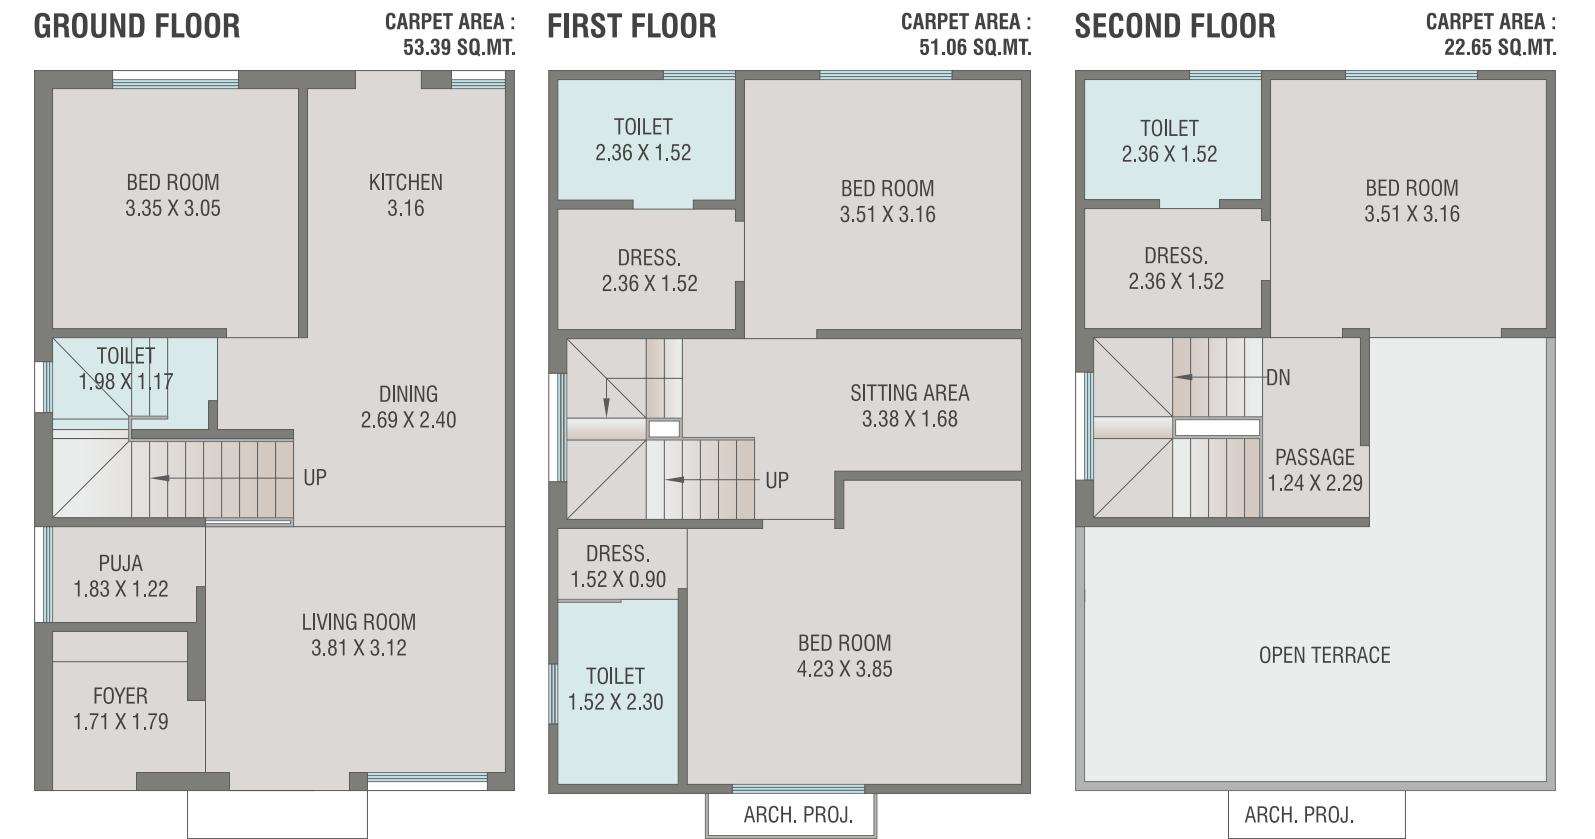 GROUND FLOOR
CARPET AREA :
53.39 SQ.MT.
BED ROOM
3.35 X 3.05
KITCHEN
3.16
TOILET
1.98 X 1.17
DINING
2.69 X 2.40
UP
PUJA
1.83 X 1.22
LIVING ROOM
3.81 X 3.12
FOYER
1.71 X 1.79
FIRST FLOOR
CARPET AREA :
51.06 SQ.MT.
TOILET
2.36 X 1.52
BED ROOM
3.51 X 3.16
DRESS.
2.36 X 1.52
SITTING AREA
3.38 X 1.68
UP
DRESS.
1.52 X 0.90
BED ROOM
4.23 X 3.85
TOILET
1.52 X 2.30
ARCH. PROJ.
SECOND FLOOR
CARPET AREA :
22.65 SQ.MT.
TOILET
2.36 X 1.52
BED ROOM
3.51 X 3.16
DRESS.
2.36 X 1.52
DN
PASSAGE
1.24 X 2.29
OPEN TERRACE
ARCH. PROJ.